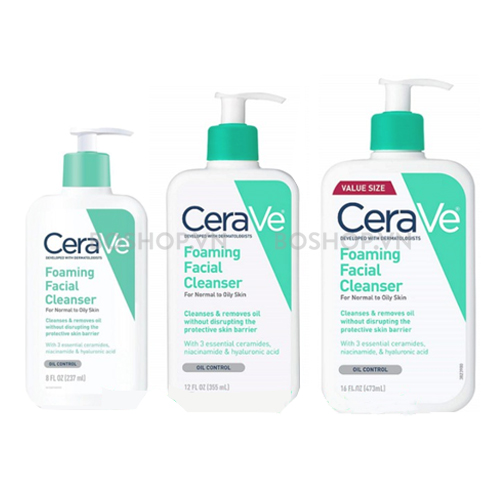 CeraVe
DEVELOPED WITH DERMATOLOGISTS
Foaming
Facial
Cleanser
For Normal to Oily Skin
Cleanses & removes oil
without disrupting the
protective skin barrier
With 3 essential ceramides,
niacinamide & hyaluronic acid
OIL CONTROL
8 FL OZ (237 mL)
CeraVe
DEVELOPED WITH DERMATOLOGISTS
Foaming
Facial
Cleanser
For Normal to Oily Skin
Cleanses & removes oil
without disrupting the
protective skin barrier
With 3 essential ceramides,
niacinamide & hyaluronic acid
OIL CONTROL
12 FL OZ (355 mL)
VALUE SIZE
CeraVe
DEVELOPED WITH DERMATOLOGISTS
Foaming
Facial
Cleanser
For Normal to Oily Skin
Cleanses & removes oil
without disrupting the
protective skin barrier
With 3 essential ceramides,
niacinamide, & hyaluronic acid
OIL CONTROL
16 FL OZ (473mL)
BOSHOP.VN